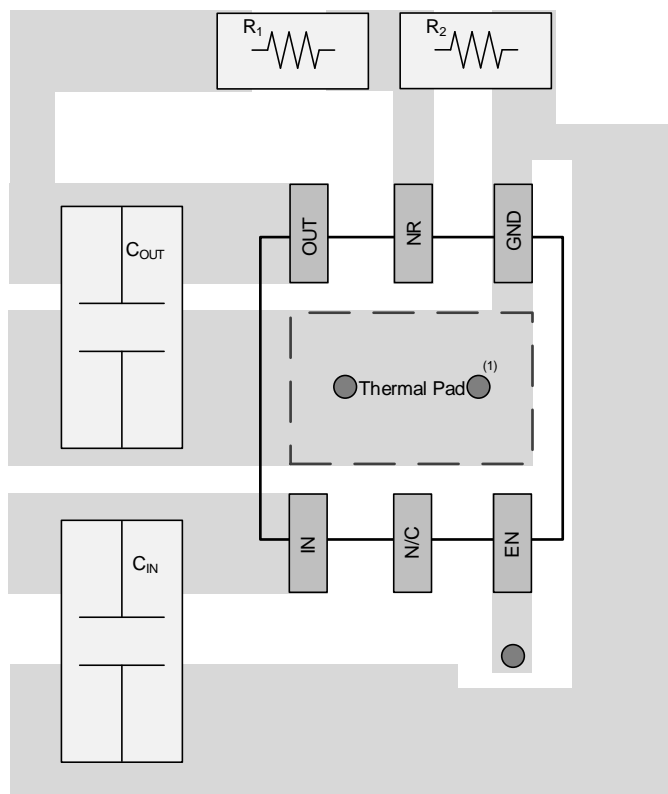 R1
R2
OUT
NR
GND
COUT
(1)
Thermal Pad
IN
N/C
EN
CIN